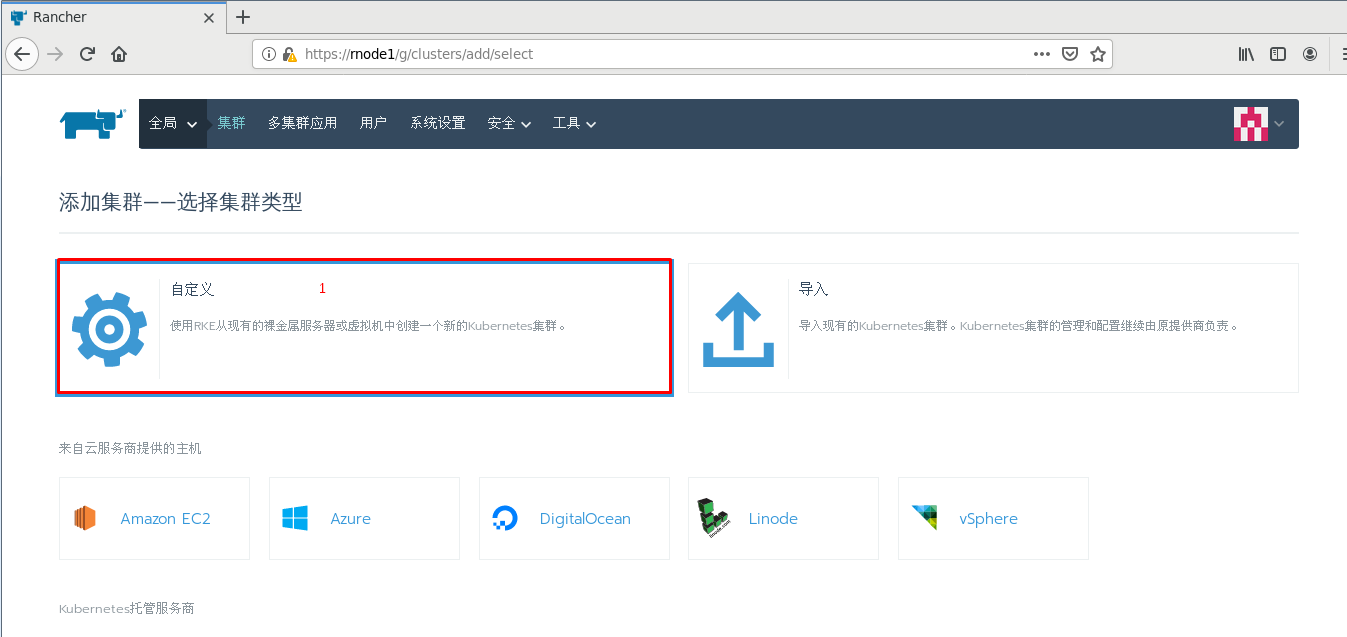 Rancher
https://rnode1/g/clusters/add/select
全局 集群 多集群应用 用户 系统设置 安全 工具
添加集群——选择集群类型
自定义 1
使用RKE从现有的裸金属服务器或虚拟机中创建一个新的Kubernetes集群。
导入
导入现有的Kubernetes集群。Kubernetes集群的管理和配置继续由原提供商负责。
来自云服务商提供的主机
Amazon EC2
Azure
DigitalOcean
linode.com
Linode
vSphere
Kubernetes托管服务商